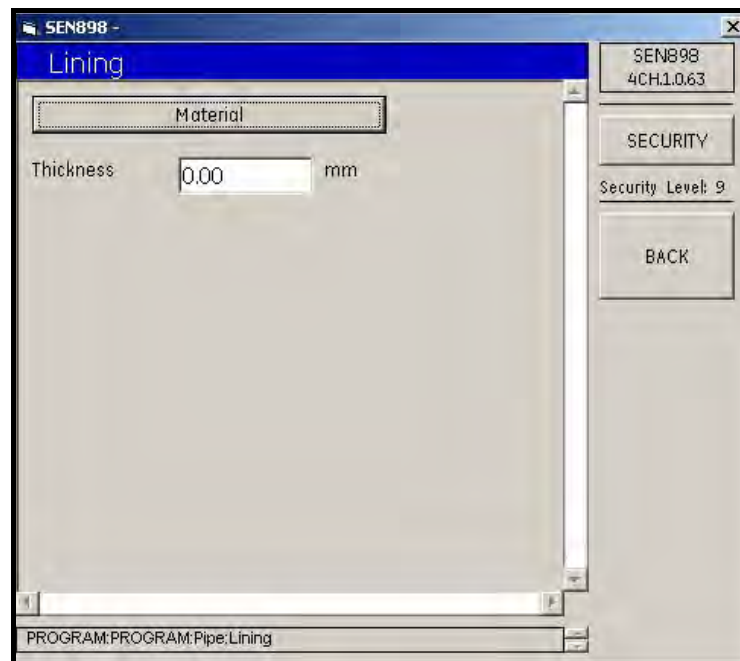 SEN898 -
Lining
SEN898
4CH.1.0.63
Material
SECURITY
Thickness 0.00 mm
Security Level: 9
BACK
PROGRAM:PROGRAM:Pipe:Lining